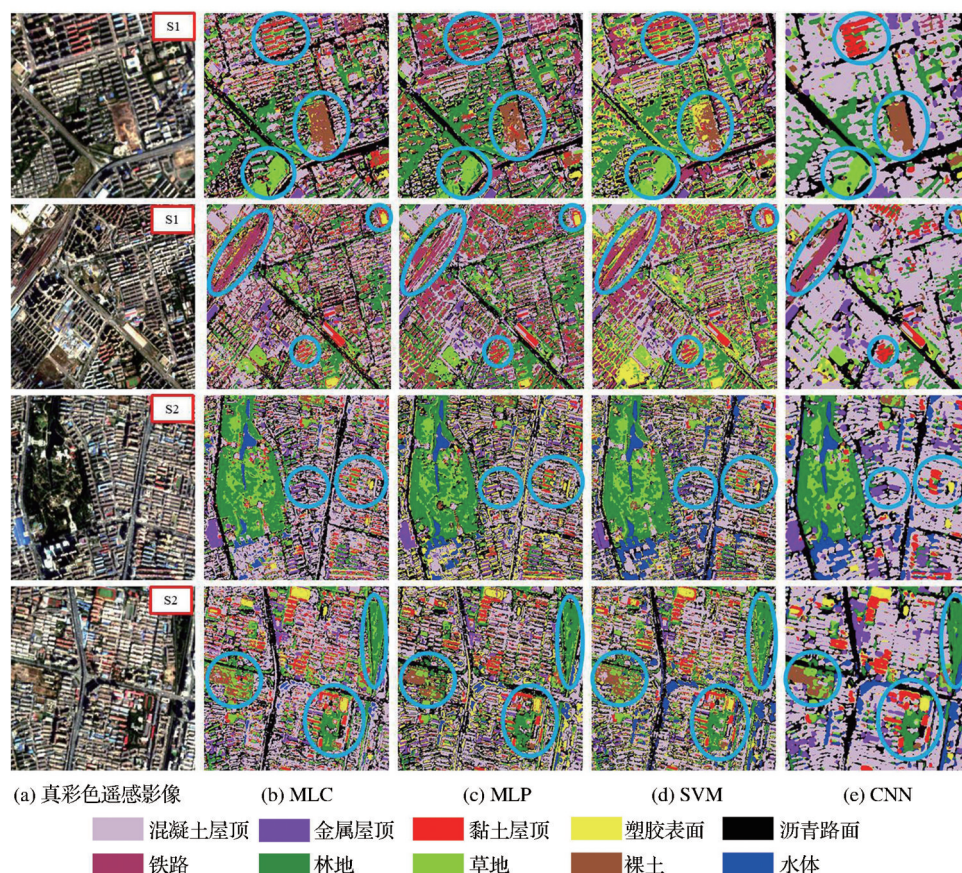 S1
S1
S2
S2
(a) 真彩色遥感影像 (b) MLC (c) MLP (d) SVM (e) CNN
混凝土屋顶 金属屋顶 黏土屋顶 塑胶表面 沥青路面
铁路 林地 草地 裸土 水体